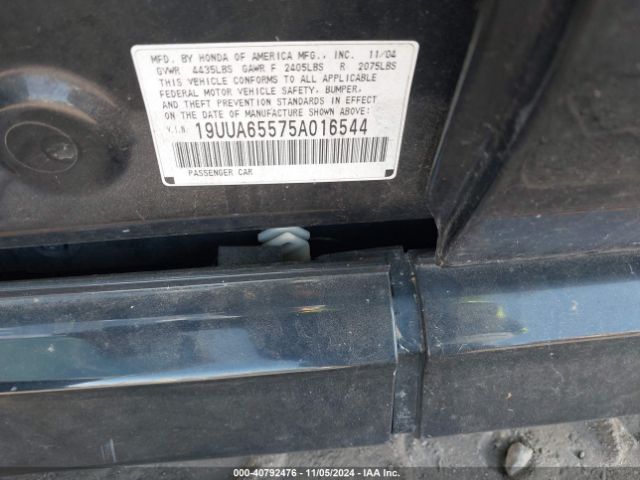 MFD. BY HONDA OF AMERICA MFG., INC. 11/04
GVWR 4435LBS GAWR F 2405LBS R 2075LBS
THIS VEHICLE CONFORMS TO ALL APPLICABLE
FEDERAL MOTOR VEHICLE SAFETY, BUMPER,
AND THEFT PREVENTION STANDARDS IN EFFECT
ON THE DATE OF MANUFACTURE SHOWN ABOVE:
V.I.N. 19UUA65575A016544
PASSENGER CAR
000-40792476 - 11/05/2024 - IAA Inc.